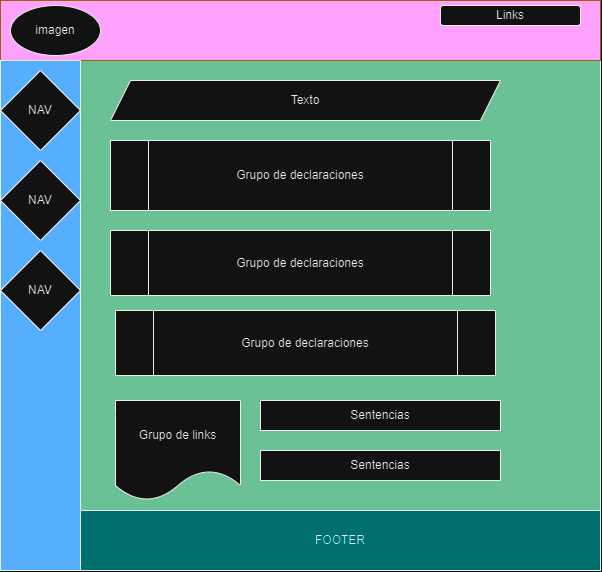 imagen
Links
NAV
NAV
NAV
Texto
Grupo de declaraciones
Grupo de declaraciones
Grupo de declaraciones
Grupo de links
Sentencias
Sentencias
FOOTER